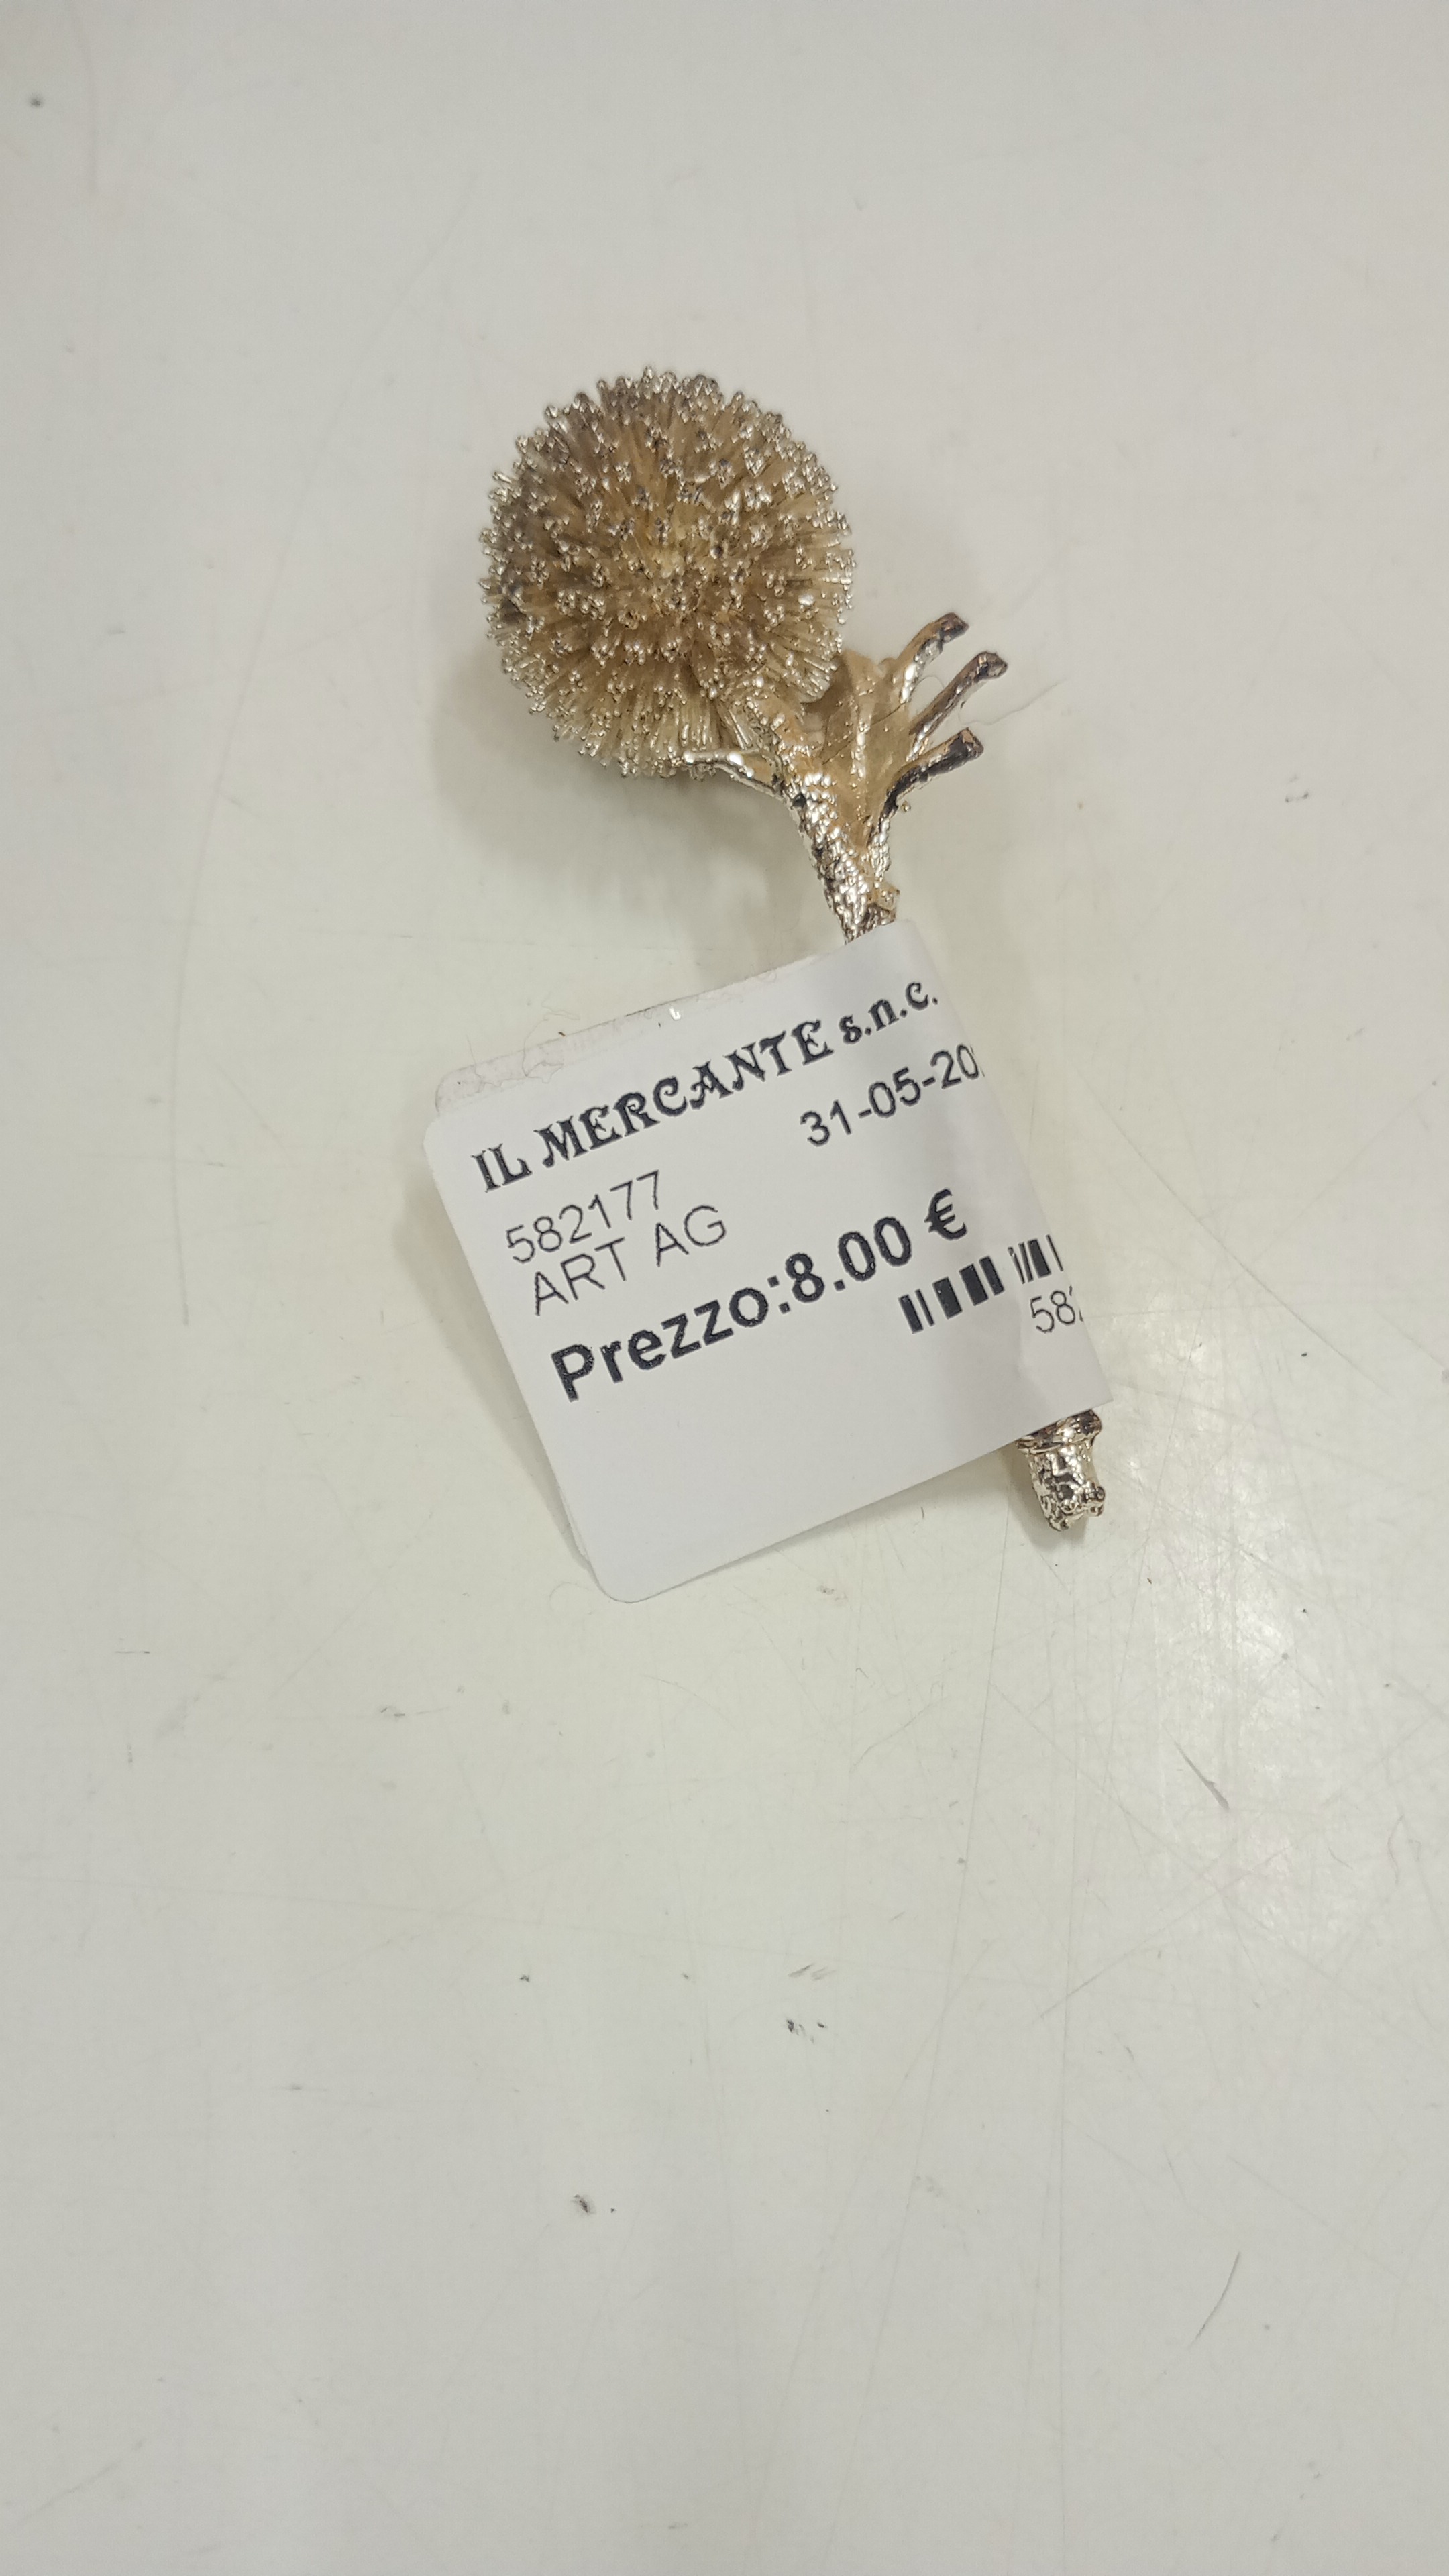 IL MERCANTE s.n.c.
31-05-20
582177
ART AG
Prezzo:8.00 €
58